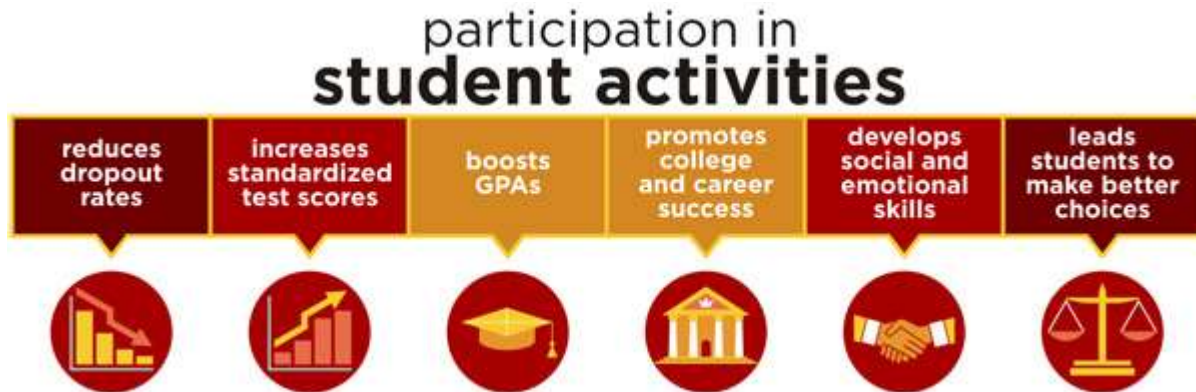 participation in
student activities
reduces
dropout
rates
increases
standardized
test scores
boosts
GPAs
promotes
college
and career
success
develops
social and
emotional
skills
leads
students to
make better
choices